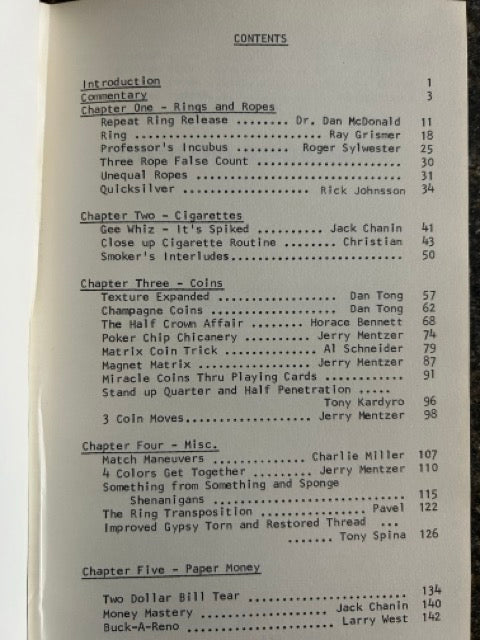 CONTENTS
Introduction 1
Commentary 3
Chapter One - Rings and Ropes
Repeat Ring Release ........ Dr. Dan McDonald 11
Ring ............................ Ray Grismer 18
Professor's Incubus ....... Roger Sylwester 25
Three Rope False Count ..................... 30
Unequal Ropes .............................. 31
Quicksilver .................. Rick Johnsson 34
Chapter Two - Cigarettes
Gee Whiz - It's Spiked .......... Jack Chanin 41
Close up Cigarette Routine ....... Christian 43
Smoker's Interludes......................... 50
Chapter Three - Coins
Texture Expanded .................. Dan Tong 57
Champagne Coins ................... Dan Tong 62
The Half Crown Affair ....... Horace Bennett 68
Poker Chip Chicanery .......... Jerry Mentzer 74
Matrix Coin Trick .............. Al Schneider 79
Magnet Matrix ................. Jerry Mentzer 87
Miracle Coins Thru Playing Cards ........... 91
Stand up Quarter and Half Penetration .....
Tony Kardyro 96
3 Coin Moves................... Jerry Mentzer 98
Chapter Four - Misc.
Match Maneuvers .............. Charlie Miller 107
4 Colors Get Together ......... Jerry Mentzer 110
Something from Something and Sponge
Shenanigans .......................... 115
The Ring Transposition ................ Pavel 122
Improved Gypsy Torn and Restored Thread ...
....... Tony Spina 126
Chapter Five - Paper Money
Two Dollar Bill Tear ....................... 134
Money Mastery ................... Jack Chanin 140
Buck-A-Reno ...................... Larry West 142